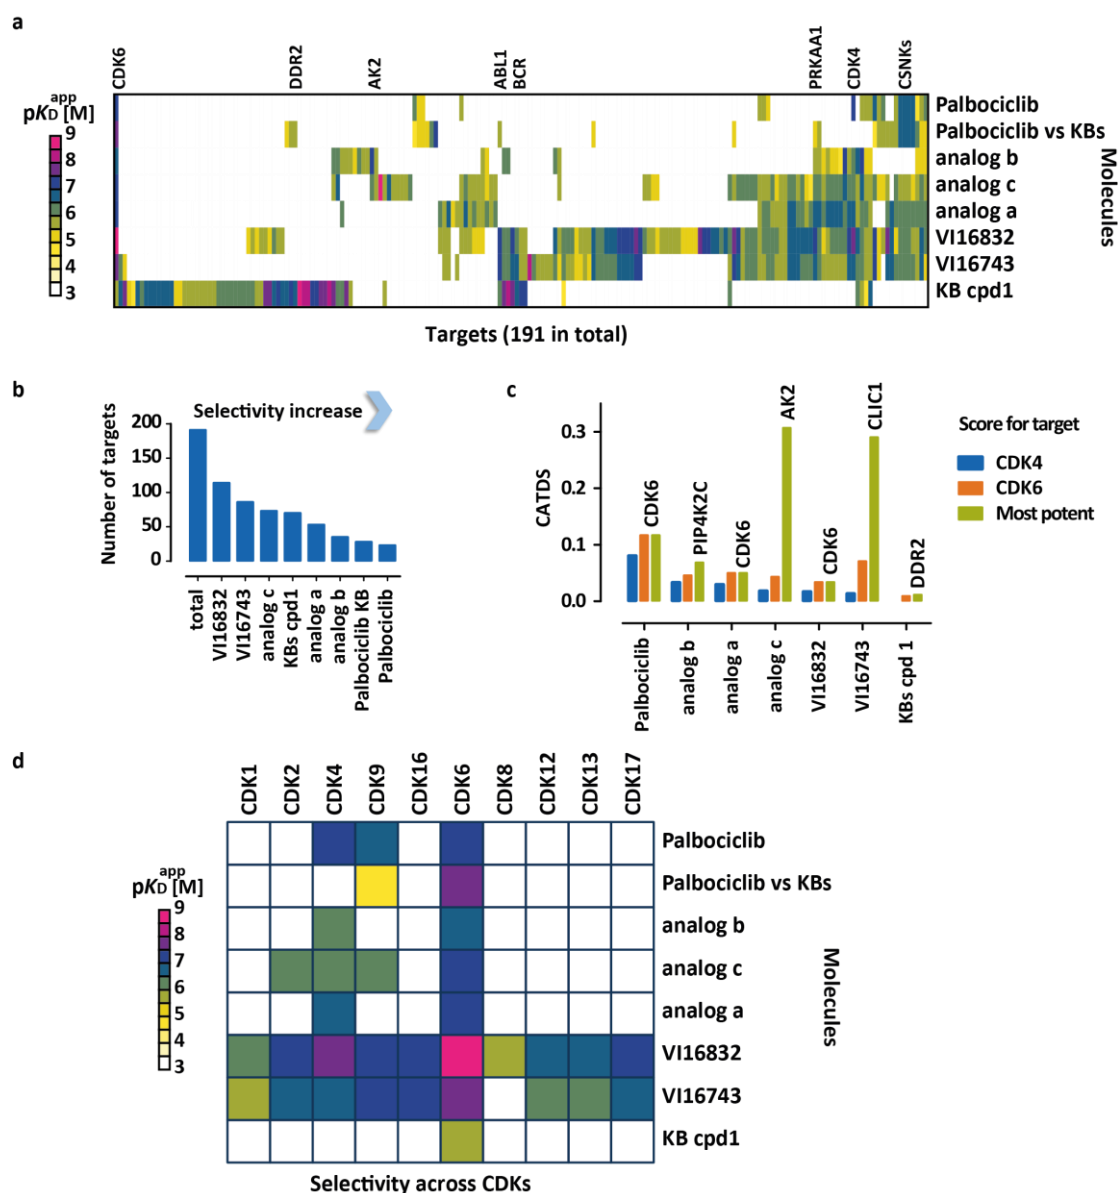 a
CDK6
DDR2
AK2
ABL1
BCR
PRKAA1
CDK4
CSNKs
pKD app [M]
9
8
7
6
5
4
3
Palbociclib
Palbociclib vs KBs
analog b
analog c
analog a
VI16832
VI16743
KB cpd1
Molecules
Targets (191 in total)
b
Selectivity increase
Number of targets
200
150
100
50
0
total
VI16832
VI16743
analog c
KBs cpd1
analog a
analog b
Palbociclib KB
Palbociclib
c
CATDS
0.3
0.2
0.1
0.0
CDK6
PIP4K2C
CDK6
AK2
CDK6
CLIC1
DDR2
Palbociclib
analog b
analog a
analog c
VI16832
VI16743
KBs cpd 1
Score for target
CDK4
CDK6
Most potent
d
CDK1
CDK2
CDK4
CDK9
CDK16
CDK6
CDK8
CDK12
CDK13
CDK17
pKD app [M]
9
8
7
6
5
4
3
Palbociclib
Palbociclib vs KBs
analog b
analog c
analog a
VI16832
VI16743
KB cpd1
Molecules
Selectivity across CDKs